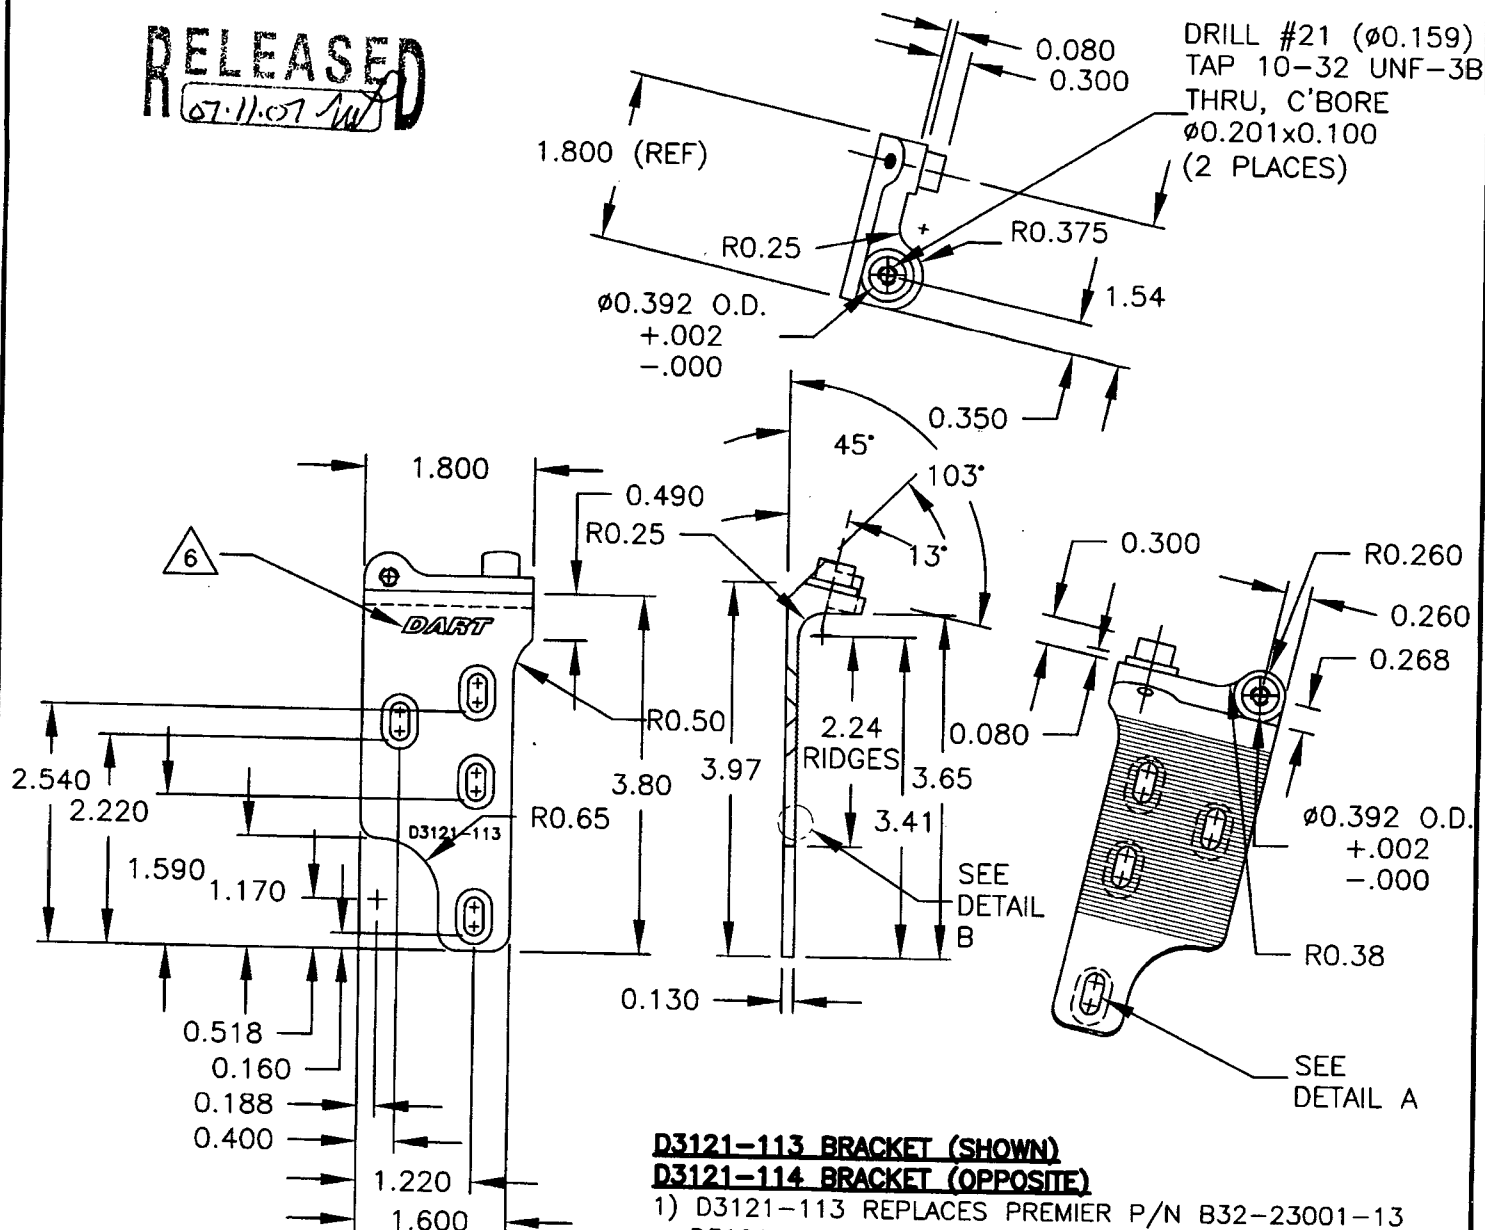 RELEASED
07.11.07
0.080
0.300
DRILL #21 (ø0.159)
TAP 10-32 UNF-3B
THRU, C'BORE
ø0.201x0.100
(2 PLACES)
1.800 (REF)
R0.25
R0.375
1.54
ø0.392 O.D.
+.002
-.000
0.350
45°
103°
13°
1.800
0.490
R0.25
6
DART
0.300
R0.260
0.260
0.268
R0.50
2.24
RIDGES
0.080
2.540
2.220
3.80
3.97
3.65
3.41
D3121-113
R0.65
ø0.392 O.D.
+.002
-.000
1.590
1.170
SEE
DETAIL
B
R0.38
0.130
0.518
0.160
0.188
0.400
1.220
1.600
SEE
DETAIL A
D3121-113 BRACKET (SHOWN)
D3121-114 BRACKET (OPPOSITE)
1) D3121-113 REPLACES PREMIER P/N B32-23001-13